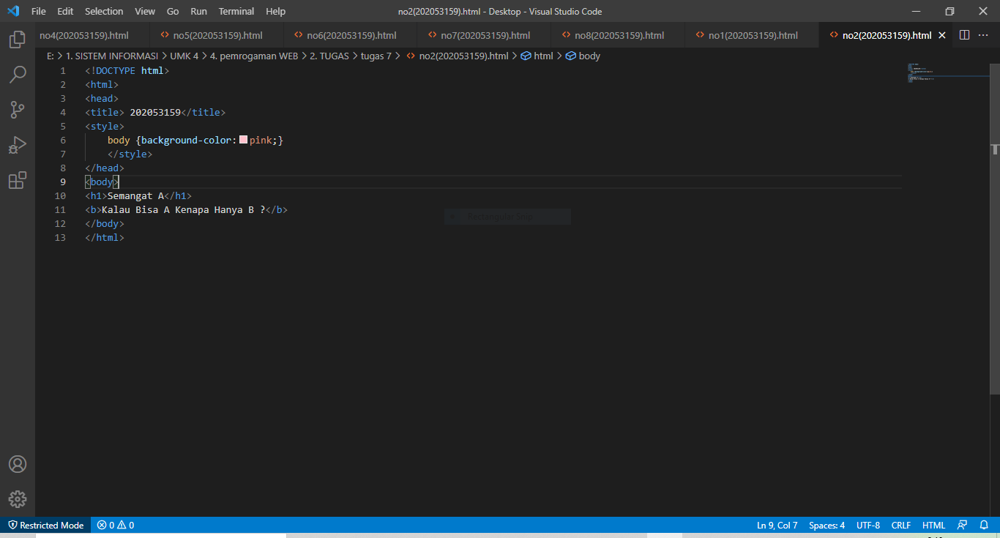 File Edit Selection View Go Run Terminal Help no2(202053159).html - Desktop - Visual Studio Code
no4(202053159).html <> no5(202053159).html <> no6(202053159).html <> no7(202053159).html <> no8(202053159).html <> no1(202053159).html <> no2(202053159).html
E: > 1. SISTEM INFORMASI > UMK 4 > 4. pemrogaman WEB > 2. TUGAS > tugas 7 > <> no2(202053159).html > html > body
1 <!DOCTYPE html>
2 <html>
3 <head>
4 <title> 202053159</title>
5 <style>
6 body {background-color: pink;}
7 </style>
8 </head>
9 <body>
10 <h1>Semangat A</h1>
11 <b>Kalau Bisa A Kenapa Hanya B ?</b>
12 </body>
13 </html>
Rectangular Snip
Restricted Mode 0 0 Ln 9, Col 7 Spaces: 4 UTF-8 CRLF HTML